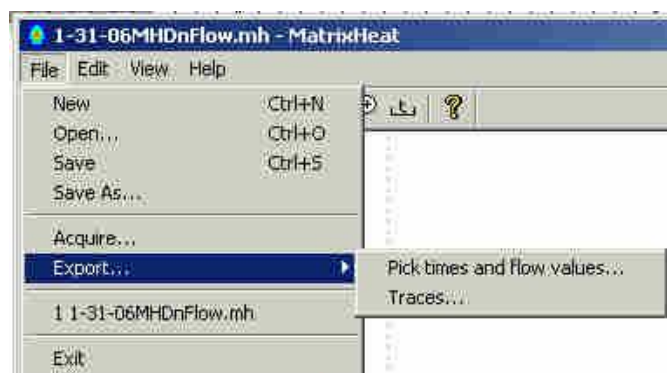 1-31-06MHDnFlow.mh - MatrixHeat
File Edit View Help
New Ctrl+N
Open... Ctrl+O
Save Ctrl+S
Save As...
Acquire...
Export...
Pick times and flow values...
Traces...
1 1-31-06MHDnFlow.mh
Exit